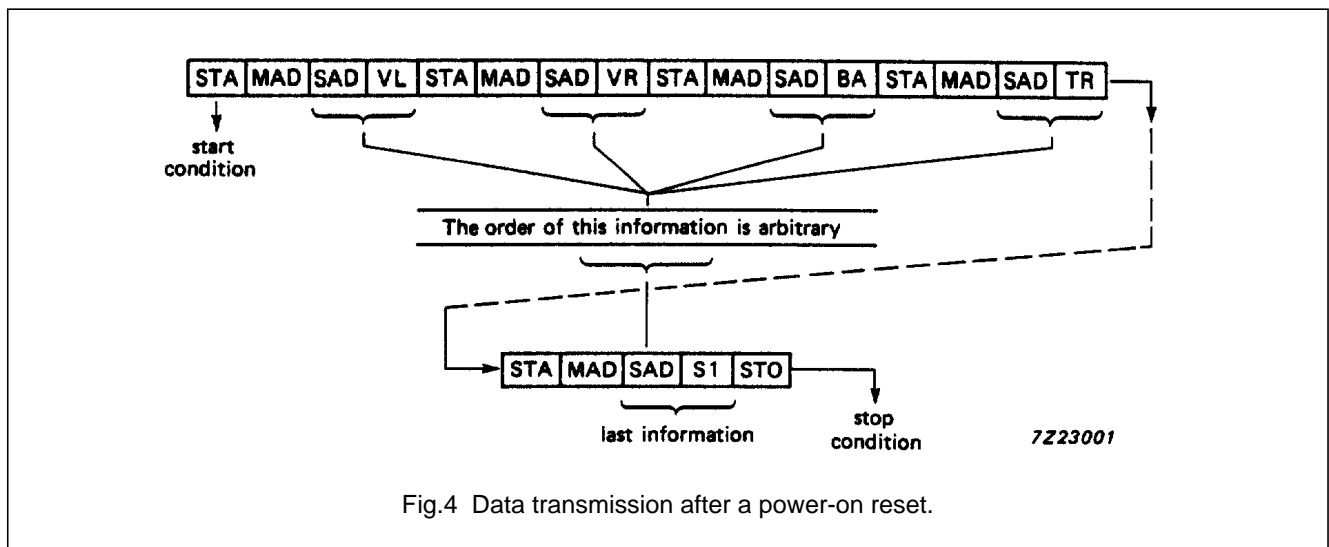 STA MAD SAD VL STA MAD SAD VR STA MAD SAD BA STA MAD SAD TR
start
condition
The order of this information is arbitrary
STA MAD SAD S1 STO
last information
stop
condition
7Z23001
Fig.4 Data transmission after a power-on reset.